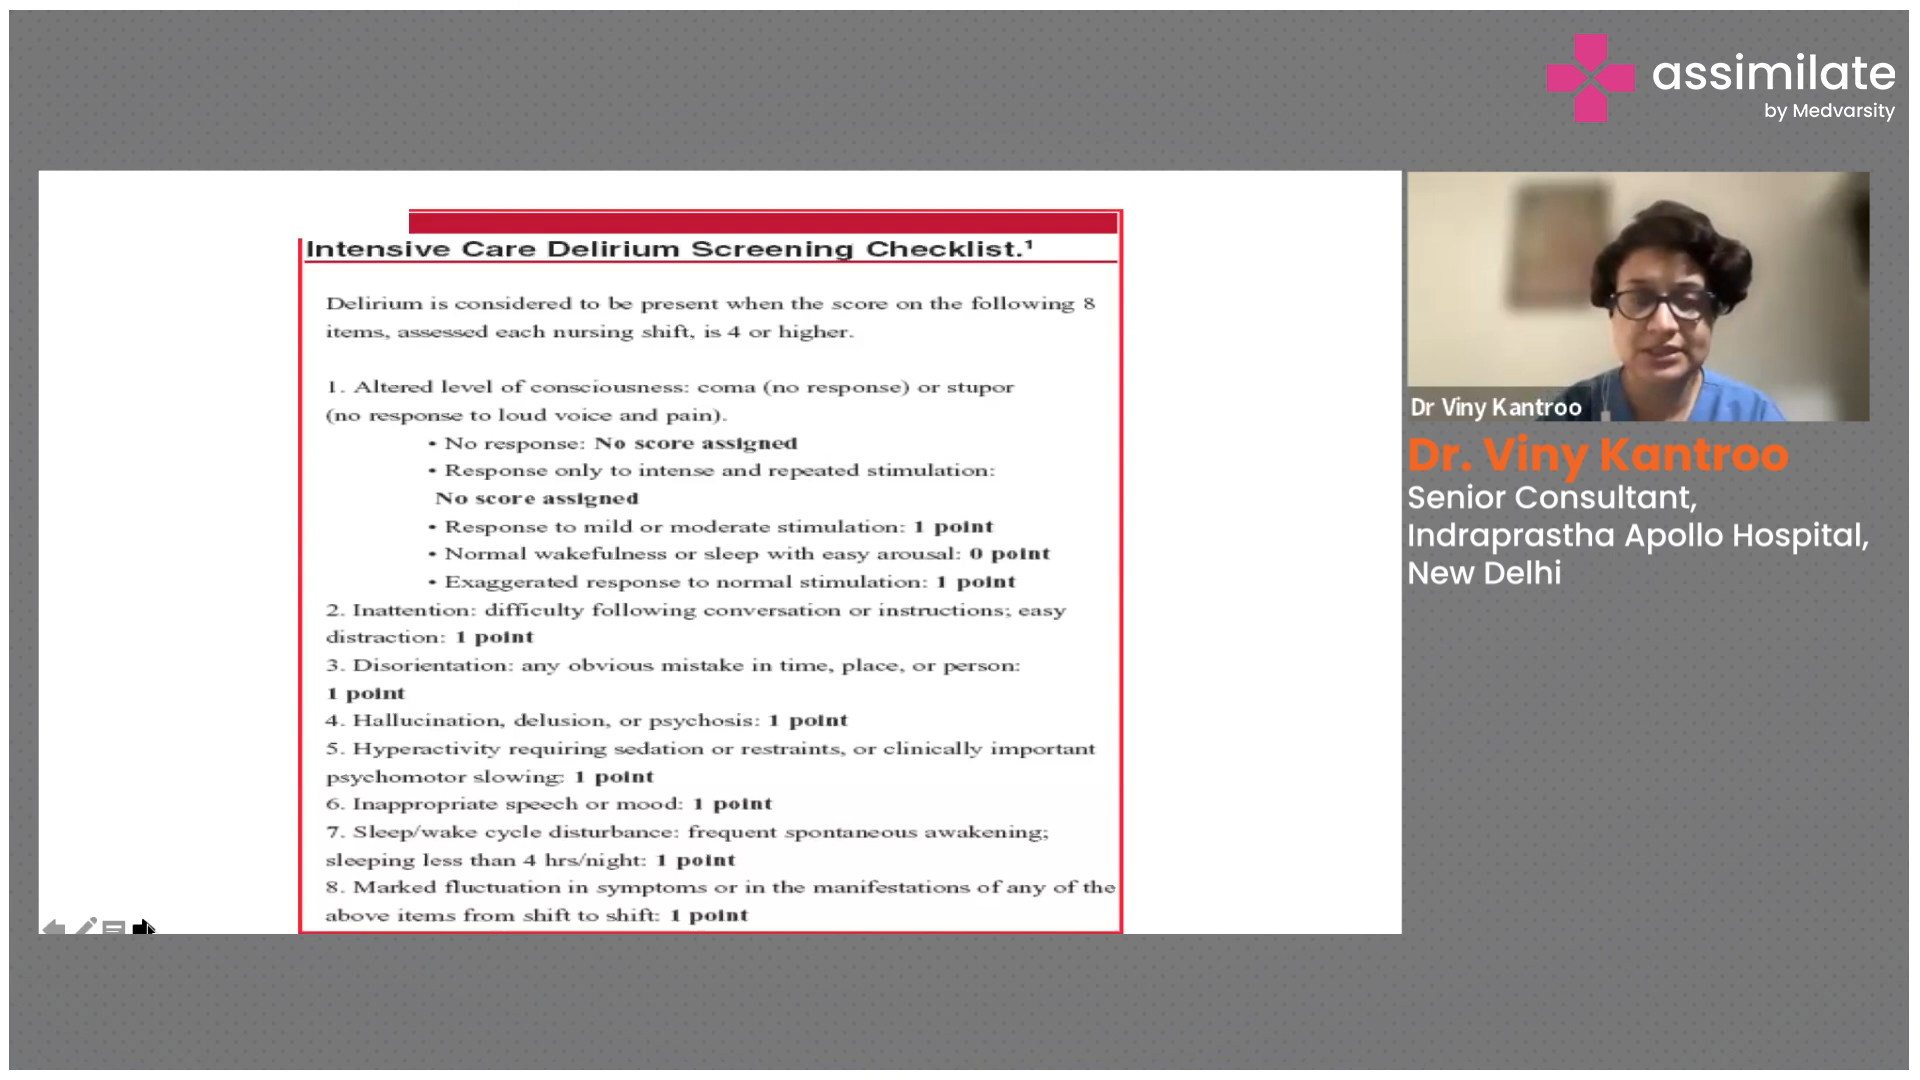 assimilate
by Medvarsity
Intensive Care Delirium Screening Checklist.¹
Delirium is considered to be present when the score on the following 8
items, assessed each nursing shift, is 4 or higher.
1. Altered level of consciousness: coma (no response) or stupor
(no response to loud voice and pain).
• No response: No score assigned
• Response only to intense and repeated stimulation:
No score assigned
• Response to mild or moderate stimulation: 1 point
• Normal wakefulness or sleep with easy arousal: 0 point
• Exaggerated response to normal stimulation: 1 point
2. Inattention: difficulty following conversation or instructions; easy
distraction: 1 point
3. Disorientation: any obvious mistake in time, place, or person:
1 point
4. Hallucination, delusion, or psychosis: 1 point
5. Hyperactivity requiring sedation or restraints, or clinically important
psychomotor slowing: 1 point
6. Inappropriate speech or mood: 1 point
7. Sleep/wake cycle disturbance: frequent spontaneous awakening;
sleeping less than 4 hrs/night: 1 point
8. Marked fluctuation in symptoms or in the manifestations of any of the
above items from shift to shift: 1 point
Dr Viny Kantroo
Dr. Viny Kantroo
Senior Consultant,
Indraprastha Apollo Hospital,
New Delhi